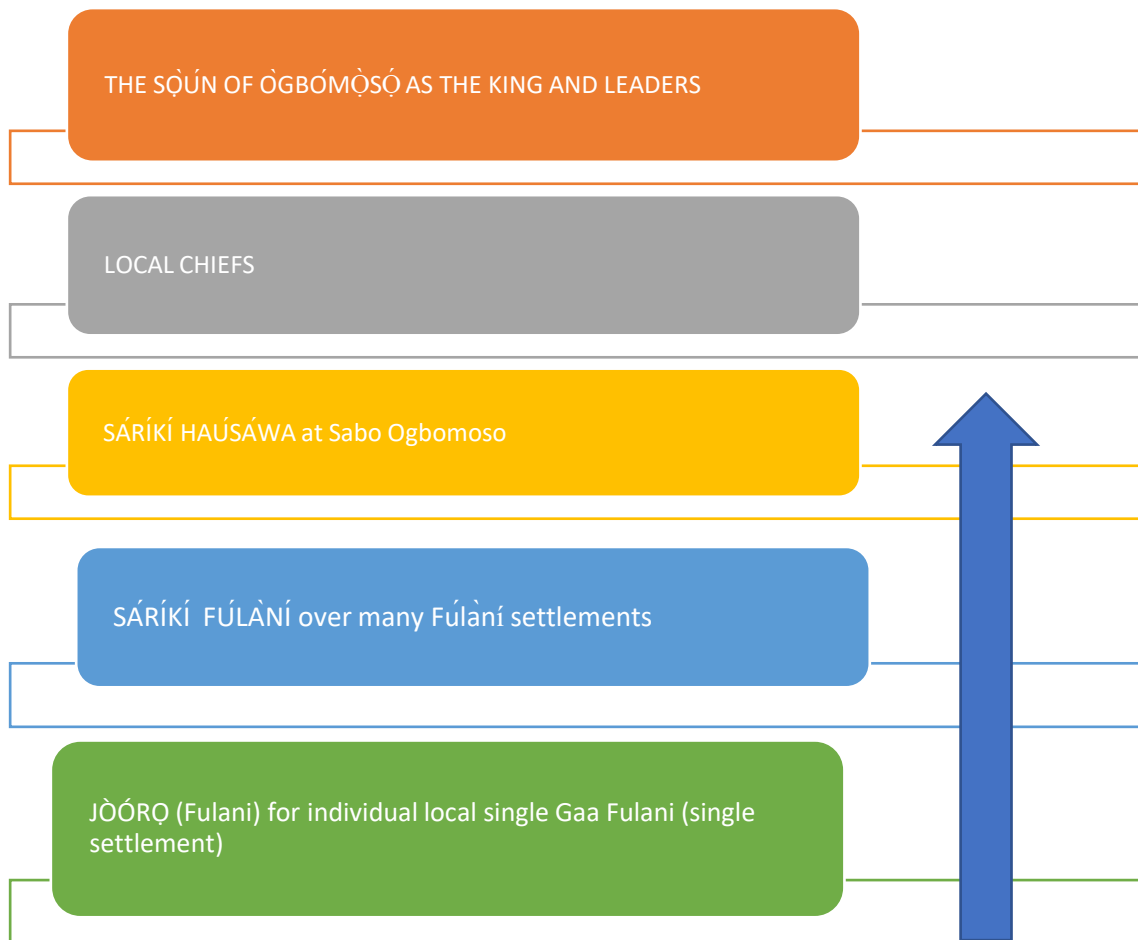 THE SỌ̀ÚN OF Ò̀GBÓMỌ̀SỌ́ AS THE KING AND LEADERS
LOCAL CHIEFS
SÁRÍKÍ HAÚSÁWA at Sabo Ogbomoso
SÁRÍKÍ FÚLÀNÍ over many Fúlàní settlements
JÒÓRỌ (Fulani) for individual local single Gaa Fulani (single
settlement)